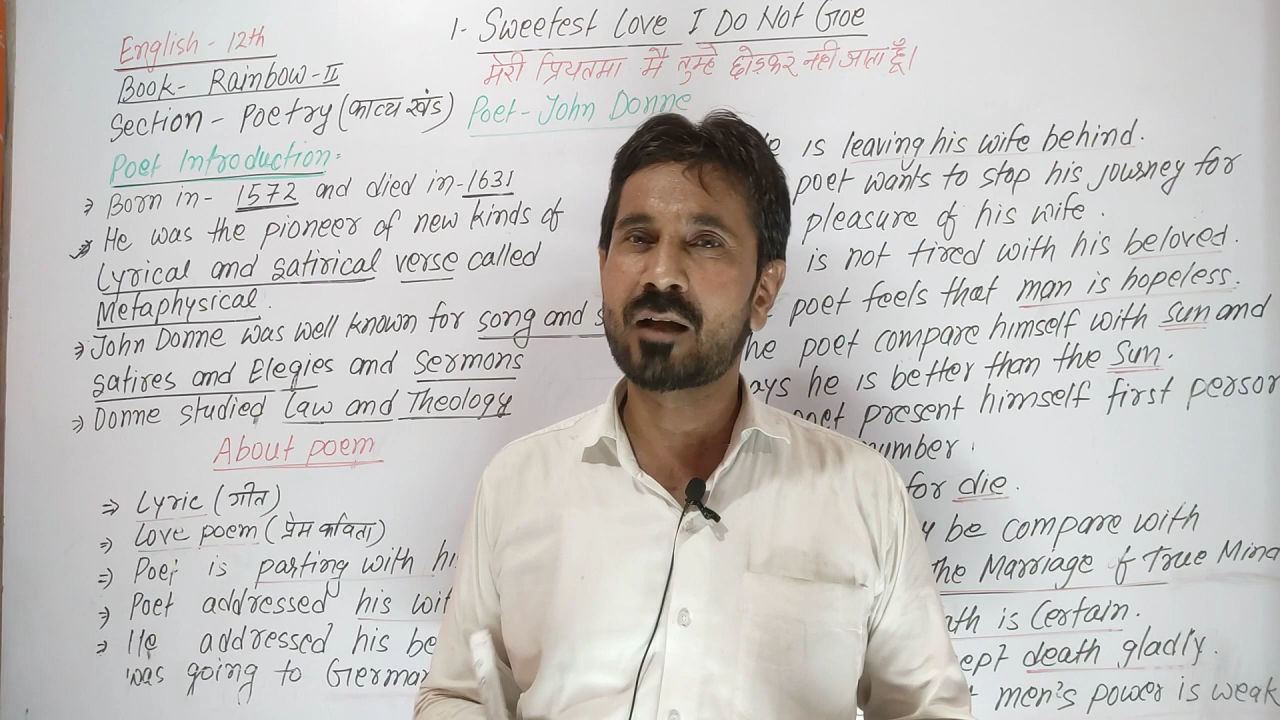 1- Sweetest Love I Do Not Goe
मेरी प्रियतमा मैं तुम्हे छोड़कर नही जाता हूँ।
English - 12th
Book- Rainbow-II
Section - Poetry (काव्य खंड)
Poet- John Donne
Poet Introduction:-
Born in- 1572 and died in- 1631
He was the pioneer of new kinds of
Lyrical and satirical verse called
Metaphysical.
John Donne was well known for song and
satires and Elegies and Sermons
Donne studied Law and Theology
About poem
Lyric (गीत)
Love poem (प्रेम कविता)
Poet is parting with
Poet addressed his
He addressed his
was going to
is leaving his wife behind.
poet wants to stop his journey for
pleasure of his wife.
is not tired with his beloved.
poet feels that man is hopeless.
poet compare himself with sun and
he is better than the Sun.
present himself first person
number.
for die.
be compare with
the Marriage of True
is Certain.
death gladly.
men's power is weak